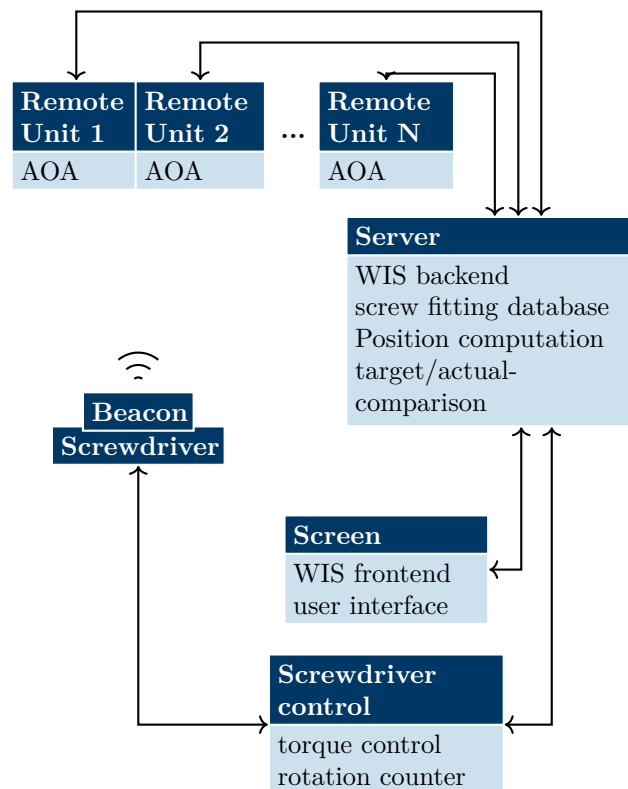 Remote
Unit 1
AOA
Remote
Unit 2
AOA
...
Remote
Unit N
AOA
Server
WIS backend
screw fitting database
Position computation
target/actual-
comparison
Beacon
Screwdriver
Screen
WIS frontend
user interface
Screwdriver
control
torque control
rotation counter